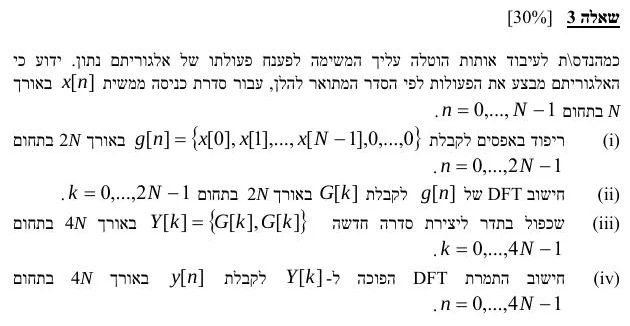 שאלה 3 [30%]
כמהנדס\ת לעיבוד אותות הוטלה עליך המשימה לפענח פעולתו של אלגוריתם נתון. ידוע כי
האלגוריתם מבצע את הפעולות לפי הסדר המתואר להלן, עבור סדרת כניסה ממשית x[n] באורך
N בתחום n = 0,..., N −1.
(i) ריפוד באפסים לקבלת g[n] = {x[0], x[1],..., x[N −1],0,...,0} באורך 2N בתחום
n = 0,...,2N −1.
(ii) חישוב DFT של g[n] לקבלת G[k] באורך 2N בתחום k = 0,...,2N −1.
(iii) שכפול בתדר ליצירת סדרה חדשה Y[k] = {G[k], G[k]} באורך 4N בתחום
k = 0,...,4N −1.
(iv) חישוב התמרת DFT הפוכה ל-Y[k] לקבלת y[n] באורך 4N בתחום
n = 0,...,4N −1.